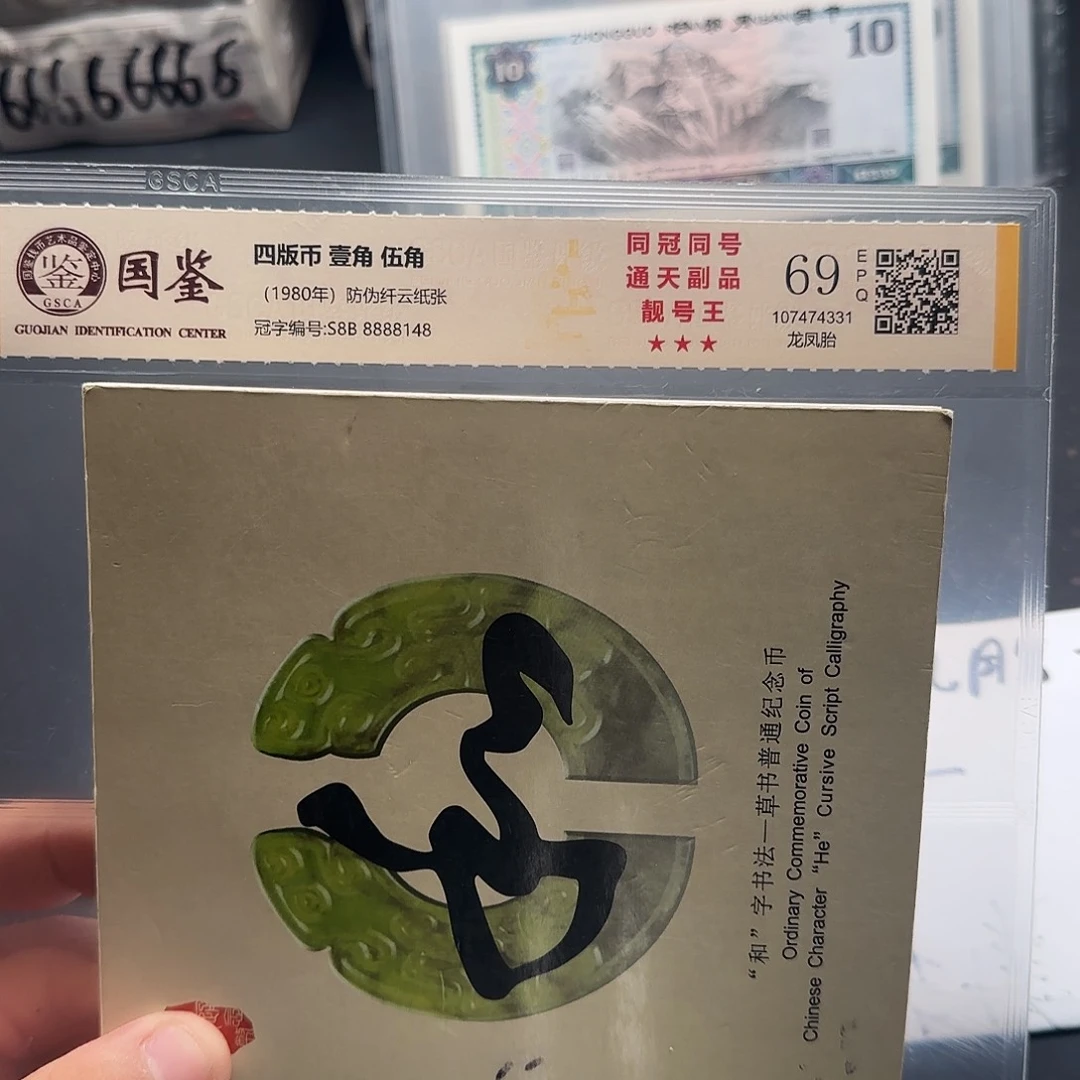 10
10
GSCA
国鉴
GSCA
GUOJIAN IDENTIFICATION CENTER
四版币 壹角 伍角
（1980年）防伪纤云纸张
冠字编号:S8B 8888148
同冠同号
通天副品
靓号王
★★★
69
EPQ
107474331
龙凤胎
“和”字书法—草书普通纪念币
Ordinary Commemorative Coin of
Chinese Character “He” Cursive Script Calligraphy